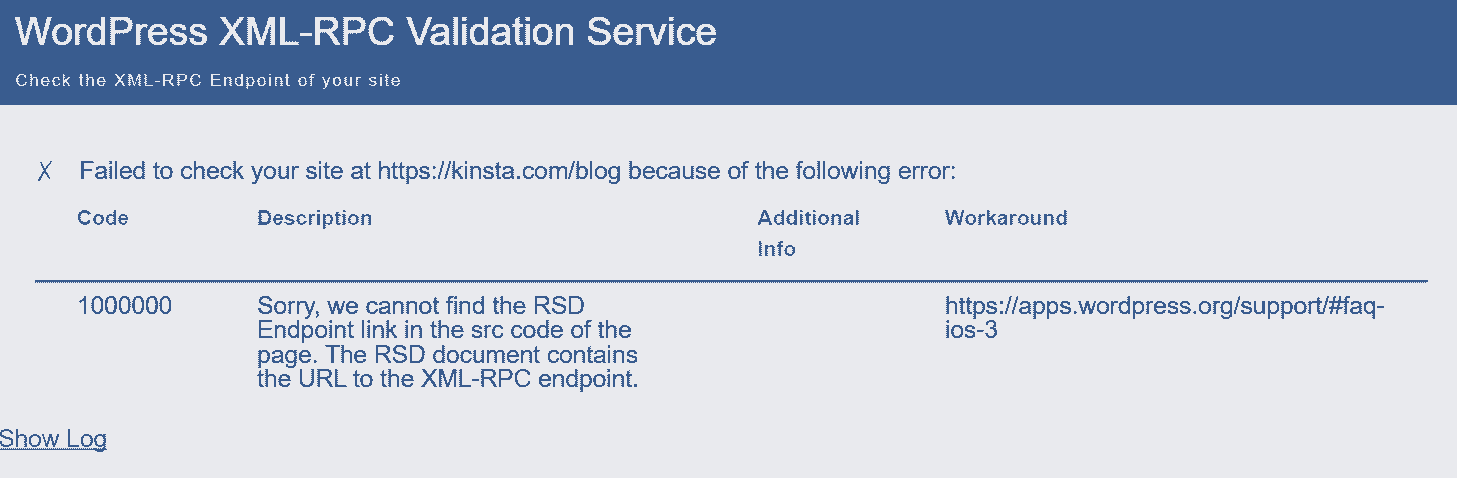 WordPress XML-RPC Validation Service
Check the XML-RPC Endpoint of your site
X Failed to check your site at https://kinsta.com/blog because of the following error:
Code Description Additional Info Workaround
1000000 Sorry, we cannot find the RSD
Endpoint link in the src code of the
page. The RSD document contains
the URL to the XML-RPC endpoint.
https://apps.wordpress.org/support/#faq-
ios-3
Show Log